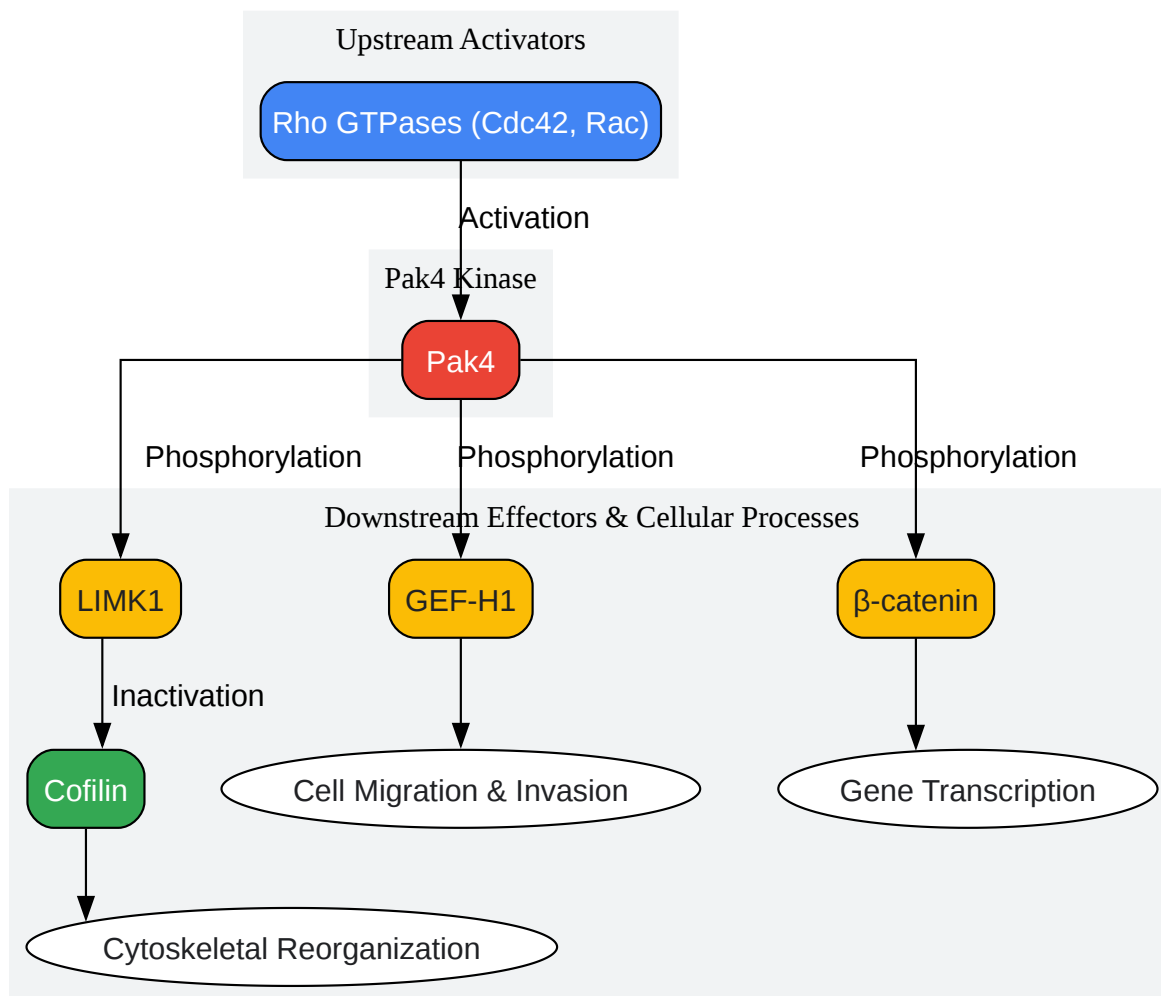 Upstream Activators
Rho GTPases (Cdc42, Rac)
Activation
Pak4 Kinase
Pak4
Phosphorylation
Phosphorylation
Phosphorylation
Downstream Effectors & Cellular Processes
LIMK1
GEF-H1
β-catenin
Inactivation
Cofilin
Cell Migration & Invasion
Gene Transcription
Cytoskeletal Reorganization